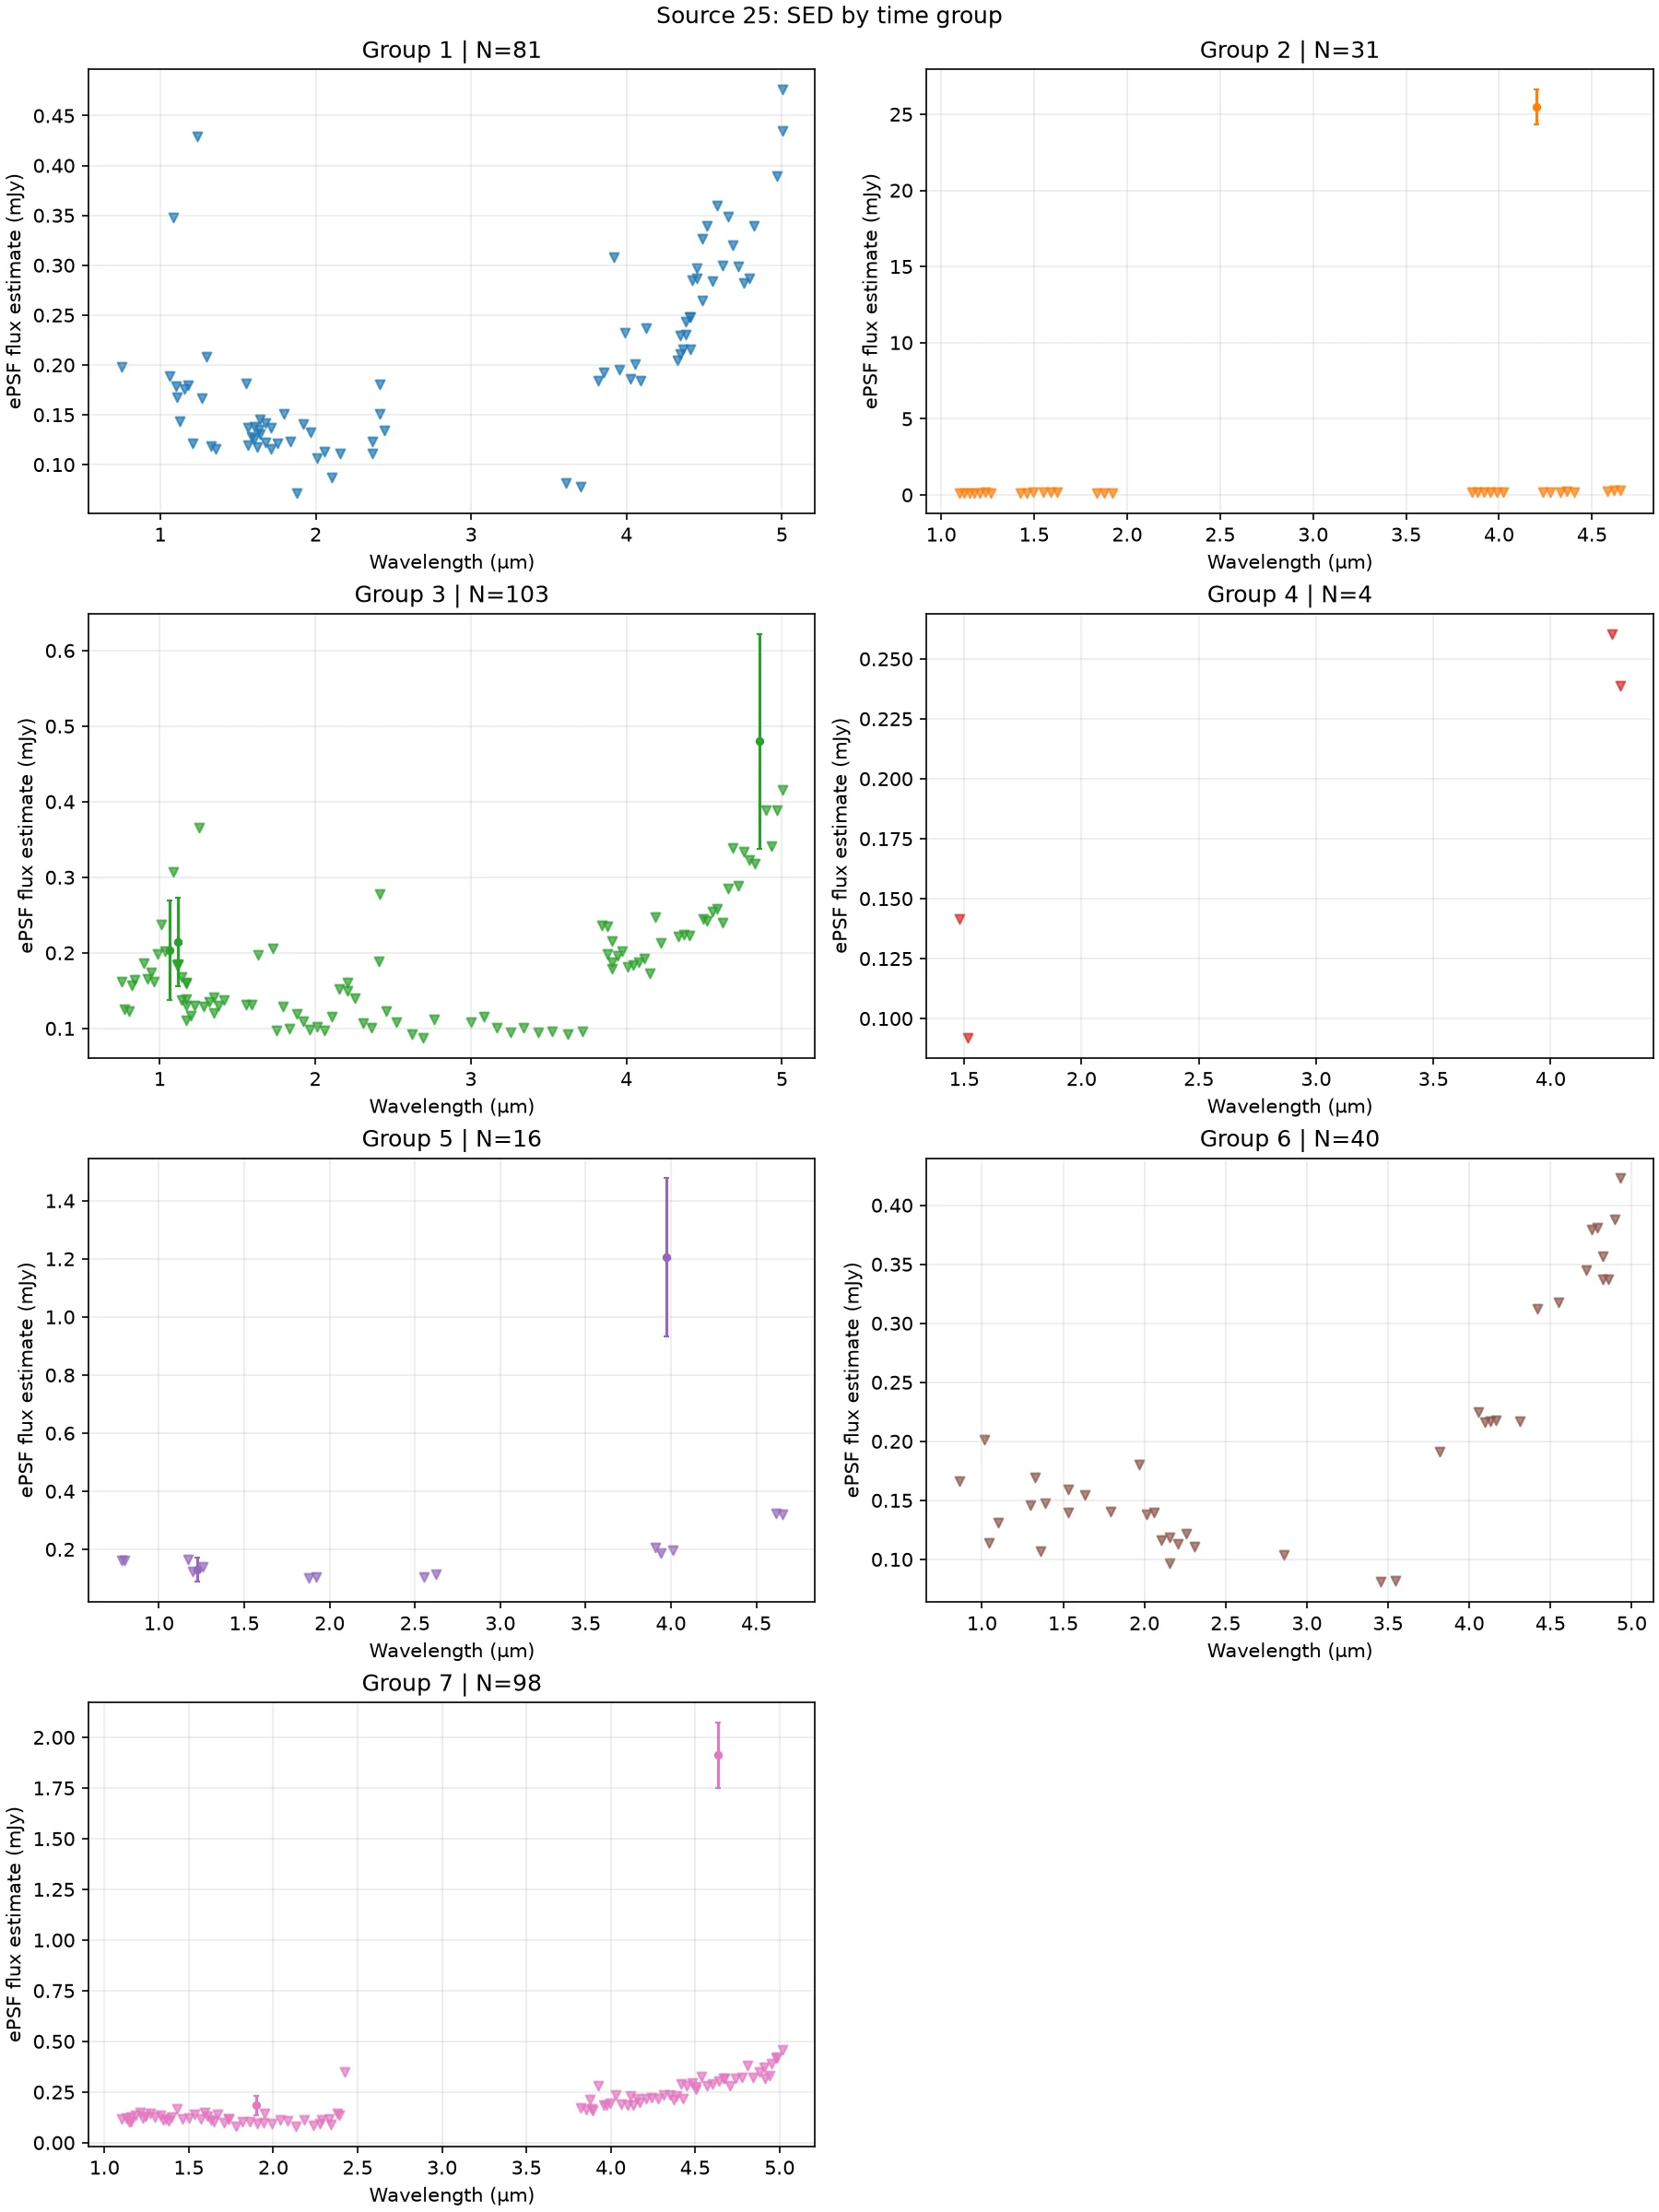 Source 25: SED by time group
Group 1 | N=81
ePSF flux estimate (mJy)
0.45
0.40
0.35
0.30
0.25
0.20
0.15
0.10
1 2 3 4 5
Wavelength (μm)
Group 2 | N=31
ePSF flux estimate (mJy)
25
20
15
10
5
0
1.0 1.5 2.0 2.5 3.0 3.5 4.0 4.5
Wavelength (μm)
Group 3 | N=103
ePSF flux estimate (mJy)
0.6
0.5
0.4
0.3
0.2
0.1
1 2 3 4 5
Wavelength (μm)
Group 4 | N=4
ePSF flux estimate (mJy)
0.250
0.225
0.200
0.175
0.150
0.125
0.100
1.5 2.0 2.5 3.0 3.5 4.0
Wavelength (μm)
Group 5 | N=16
ePSF flux estimate (mJy)
1.4
1.2
1.0
0.8
0.6
0.4
0.2
1.0 1.5 2.0 2.5 3.0 3.5 4.0 4.5
Wavelength (μm)
Group 6 | N=40
ePSF flux estimate (mJy)
0.40
0.35
0.30
0.25
0.20
0.15
0.10
1.0 1.5 2.0 2.5 3.0 3.5 4.0 4.5 5.0
Wavelength (μm)
Group 7 | N=98
ePSF flux estimate (mJy)
2.00
1.75
1.50
1.25
1.00
0.75
0.50
0.25
0.00
1.0 1.5 2.0 2.5 3.0 3.5 4.0 4.5 5.0
Wavelength (μm)